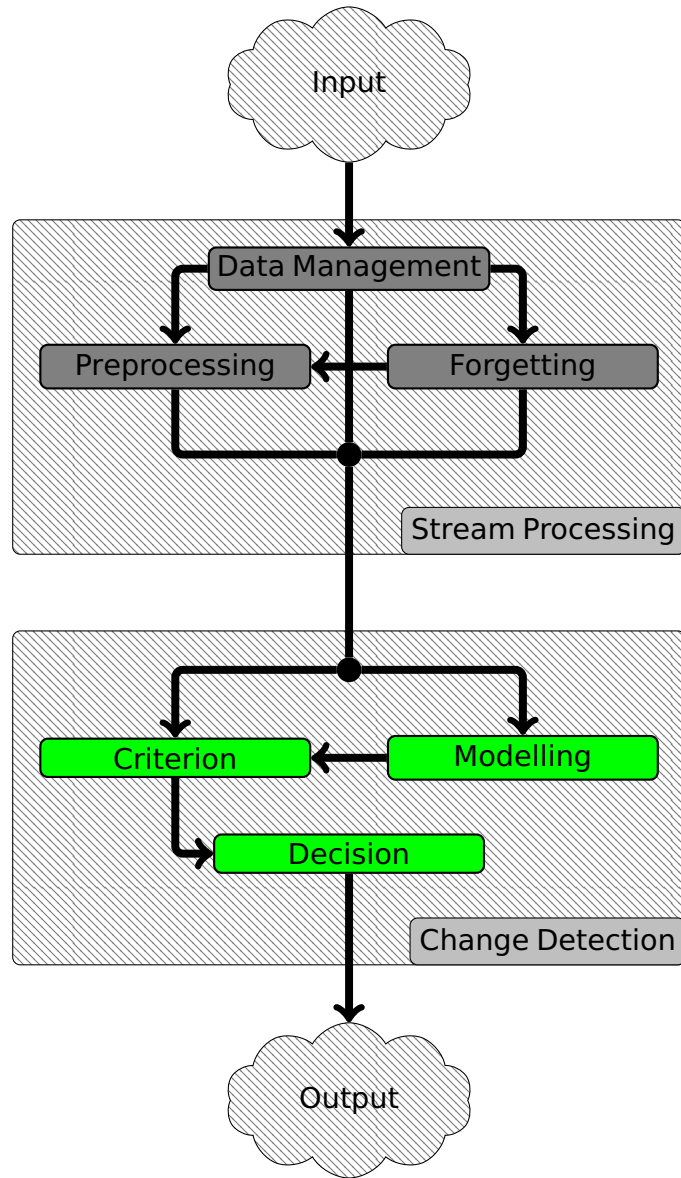 Input
Data Management
Preprocessing
Forgetting
Stream Processing
Criterion
Modelling
Decision
Change Detection
Output